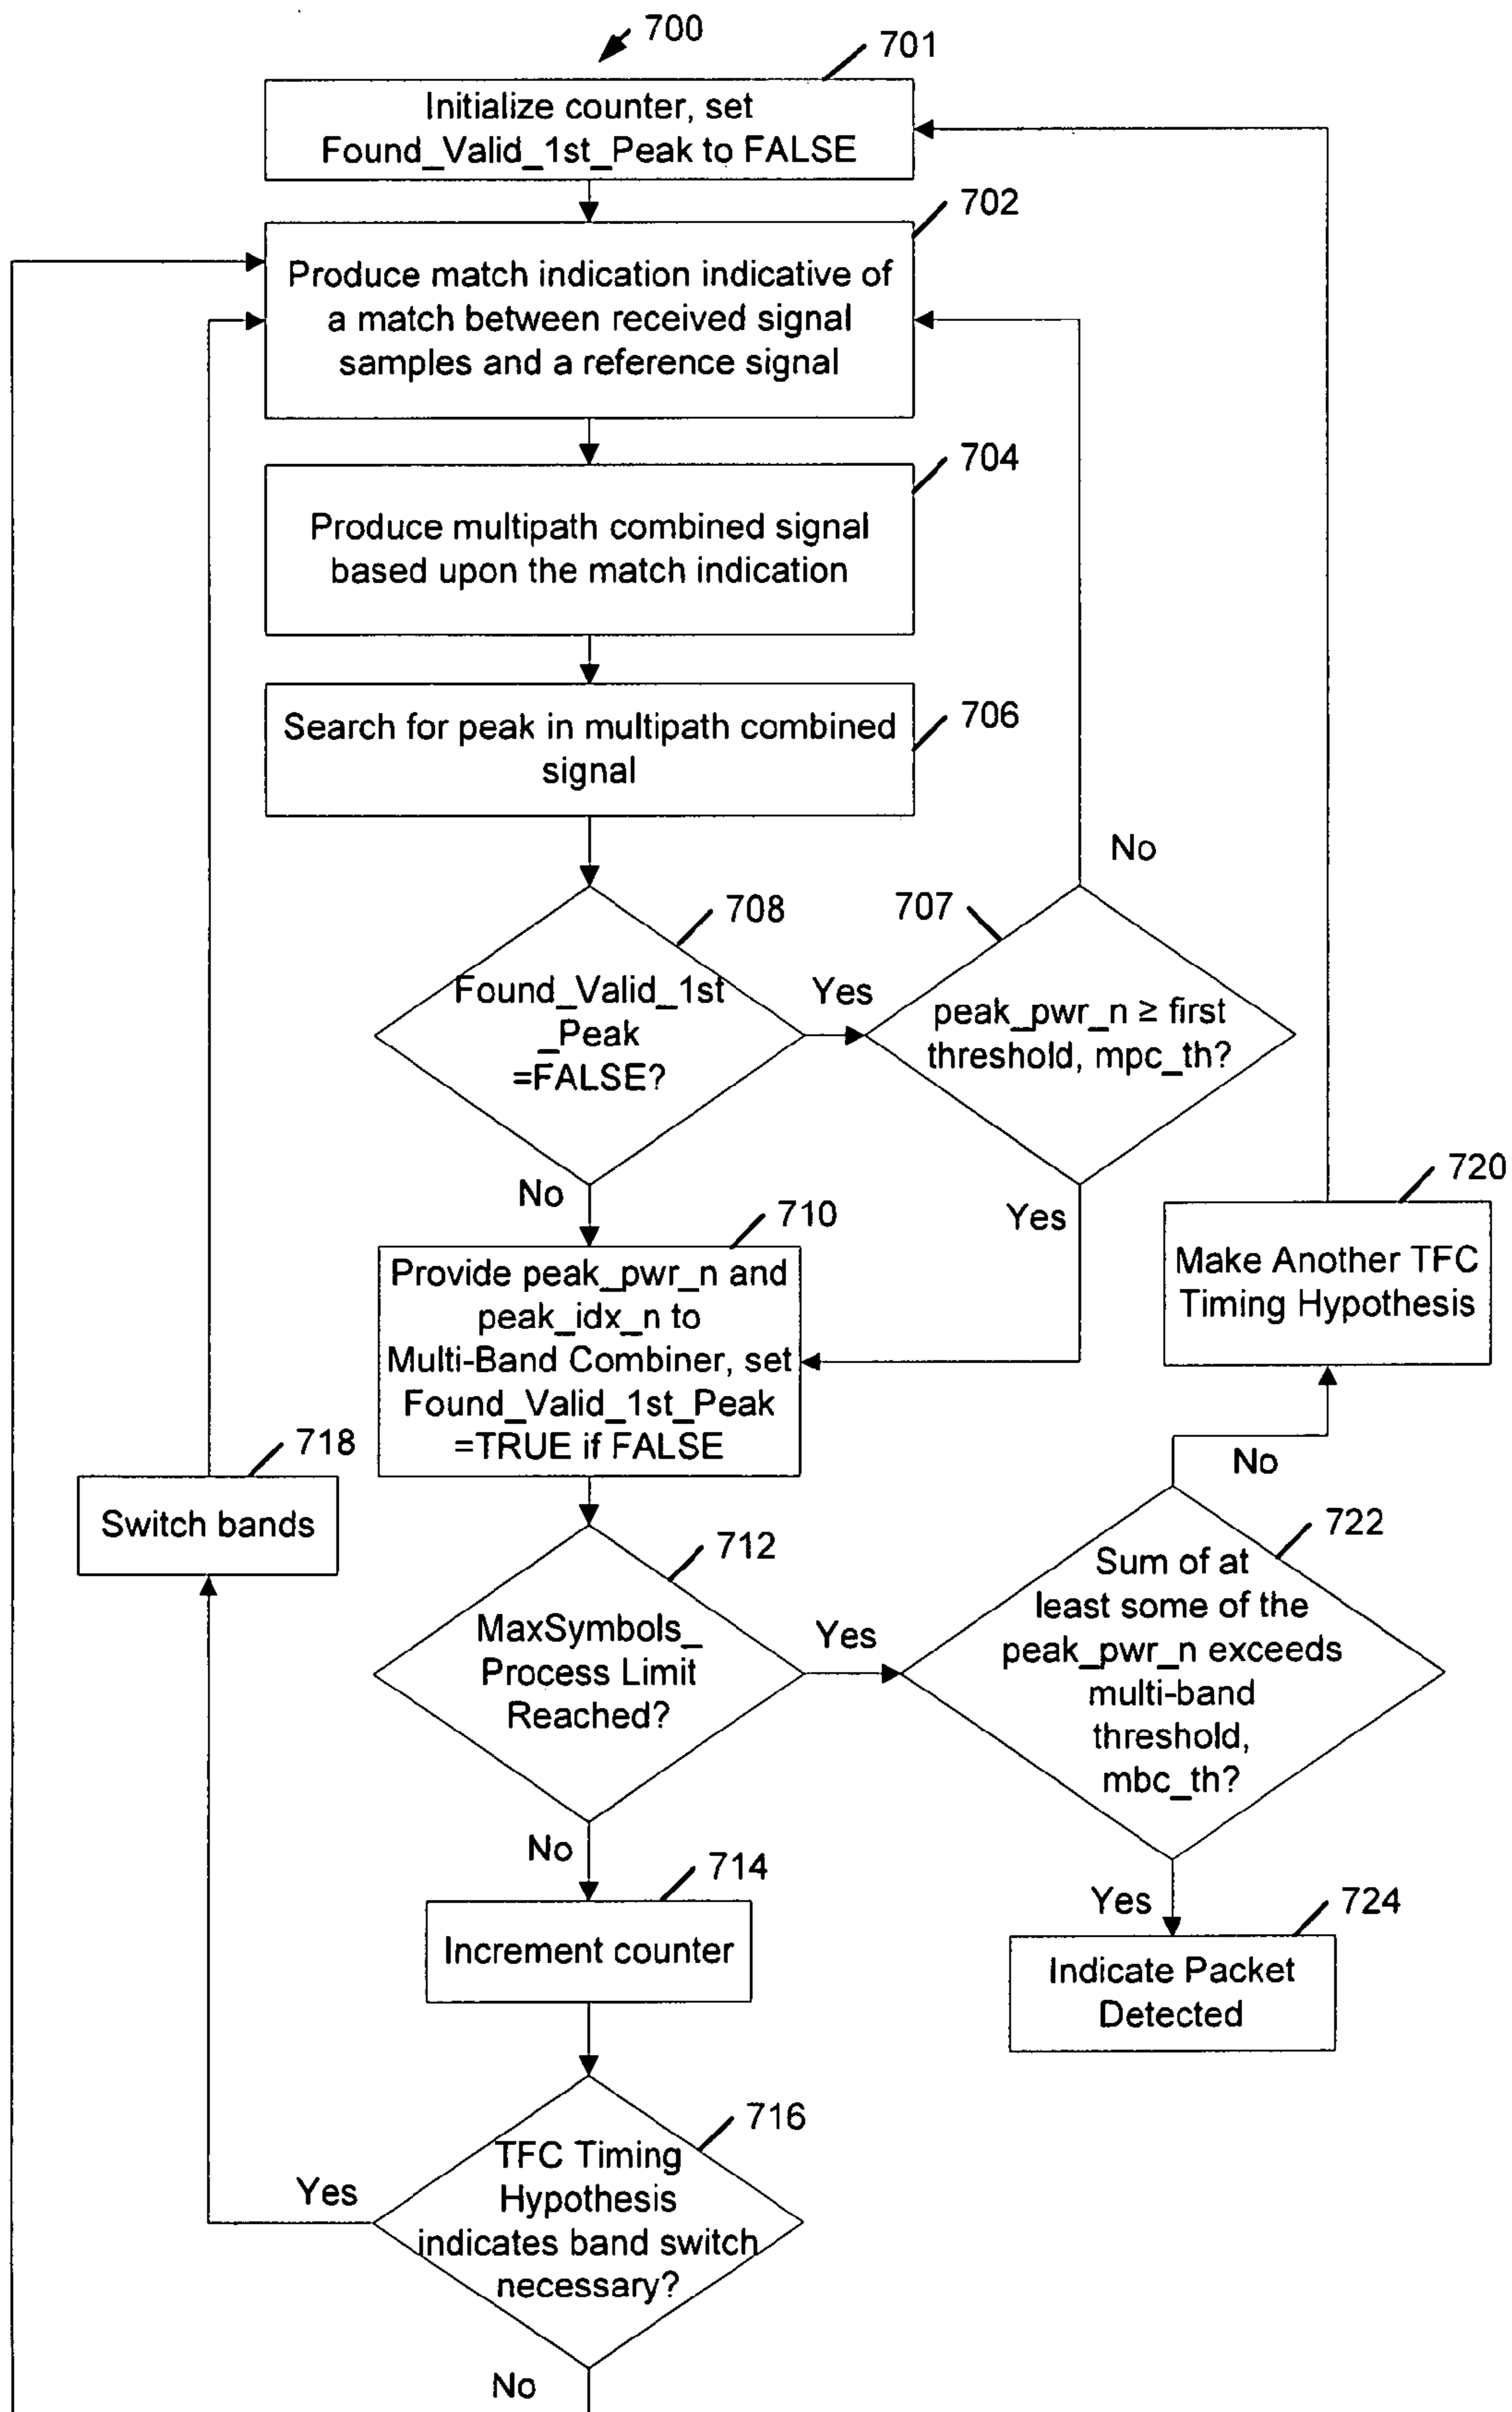 700
701
Initialize counter, set
Found_Valid_1st_Peak to FALSE
702
Produce match indication indicative of
a match between received signal
samples and a reference signal
704
Produce multipath combined signal
based upon the match indication
706
Search for peak in multipath combined
signal
No
708
707
Found_Valid_1st
_Peak
=FALSE?
Yes
peak_pwr_n ≥ first
threshold, mpc_th?
No
Yes
710
Provide peak_pwr_n and
peak_idx_n to
Multi-Band Combiner, set
Found_Valid_1st_Peak
=TRUE if FALSE
720
Make Another TFC
Timing Hypothesis
718
Switch bands
No
712
MaxSymbols_
Process Limit
Reached?
Yes
722
Sum of at
least some of the
peak_pwr_n exceeds
multi-band
threshold,
mbc_th?
No
714
Increment counter
Yes
724
Indicate Packet
Detected
716
TFC Timing
Hypothesis
indicates band switch
necessary?
Yes
No